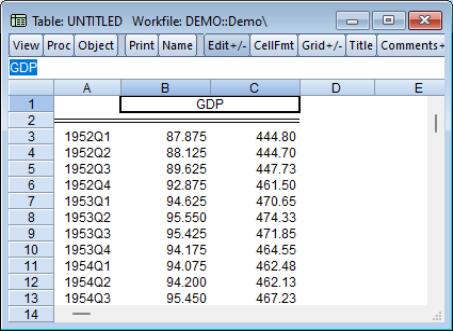 Table: UNTITLED   Workfile: DEMO::Demo\
View Proc Object Print Name Edit+/- CellFmt Grid+/- Title Comments+
GDP
A B C D E
1 GDP
2
3 1952Q1 87.875 444.80
4 1952Q2 88.125 444.70
5 1952Q3 89.625 447.73
6 1952Q4 92.875 461.50
7 1953Q1 94.625 470.65
8 1953Q2 95.550 474.33
9 1953Q3 95.425 471.85
10 1953Q4 94.175 464.55
11 1954Q1 94.075 462.48
12 1954Q2 94.200 462.13
13 1954Q3 95.450 467.23
14